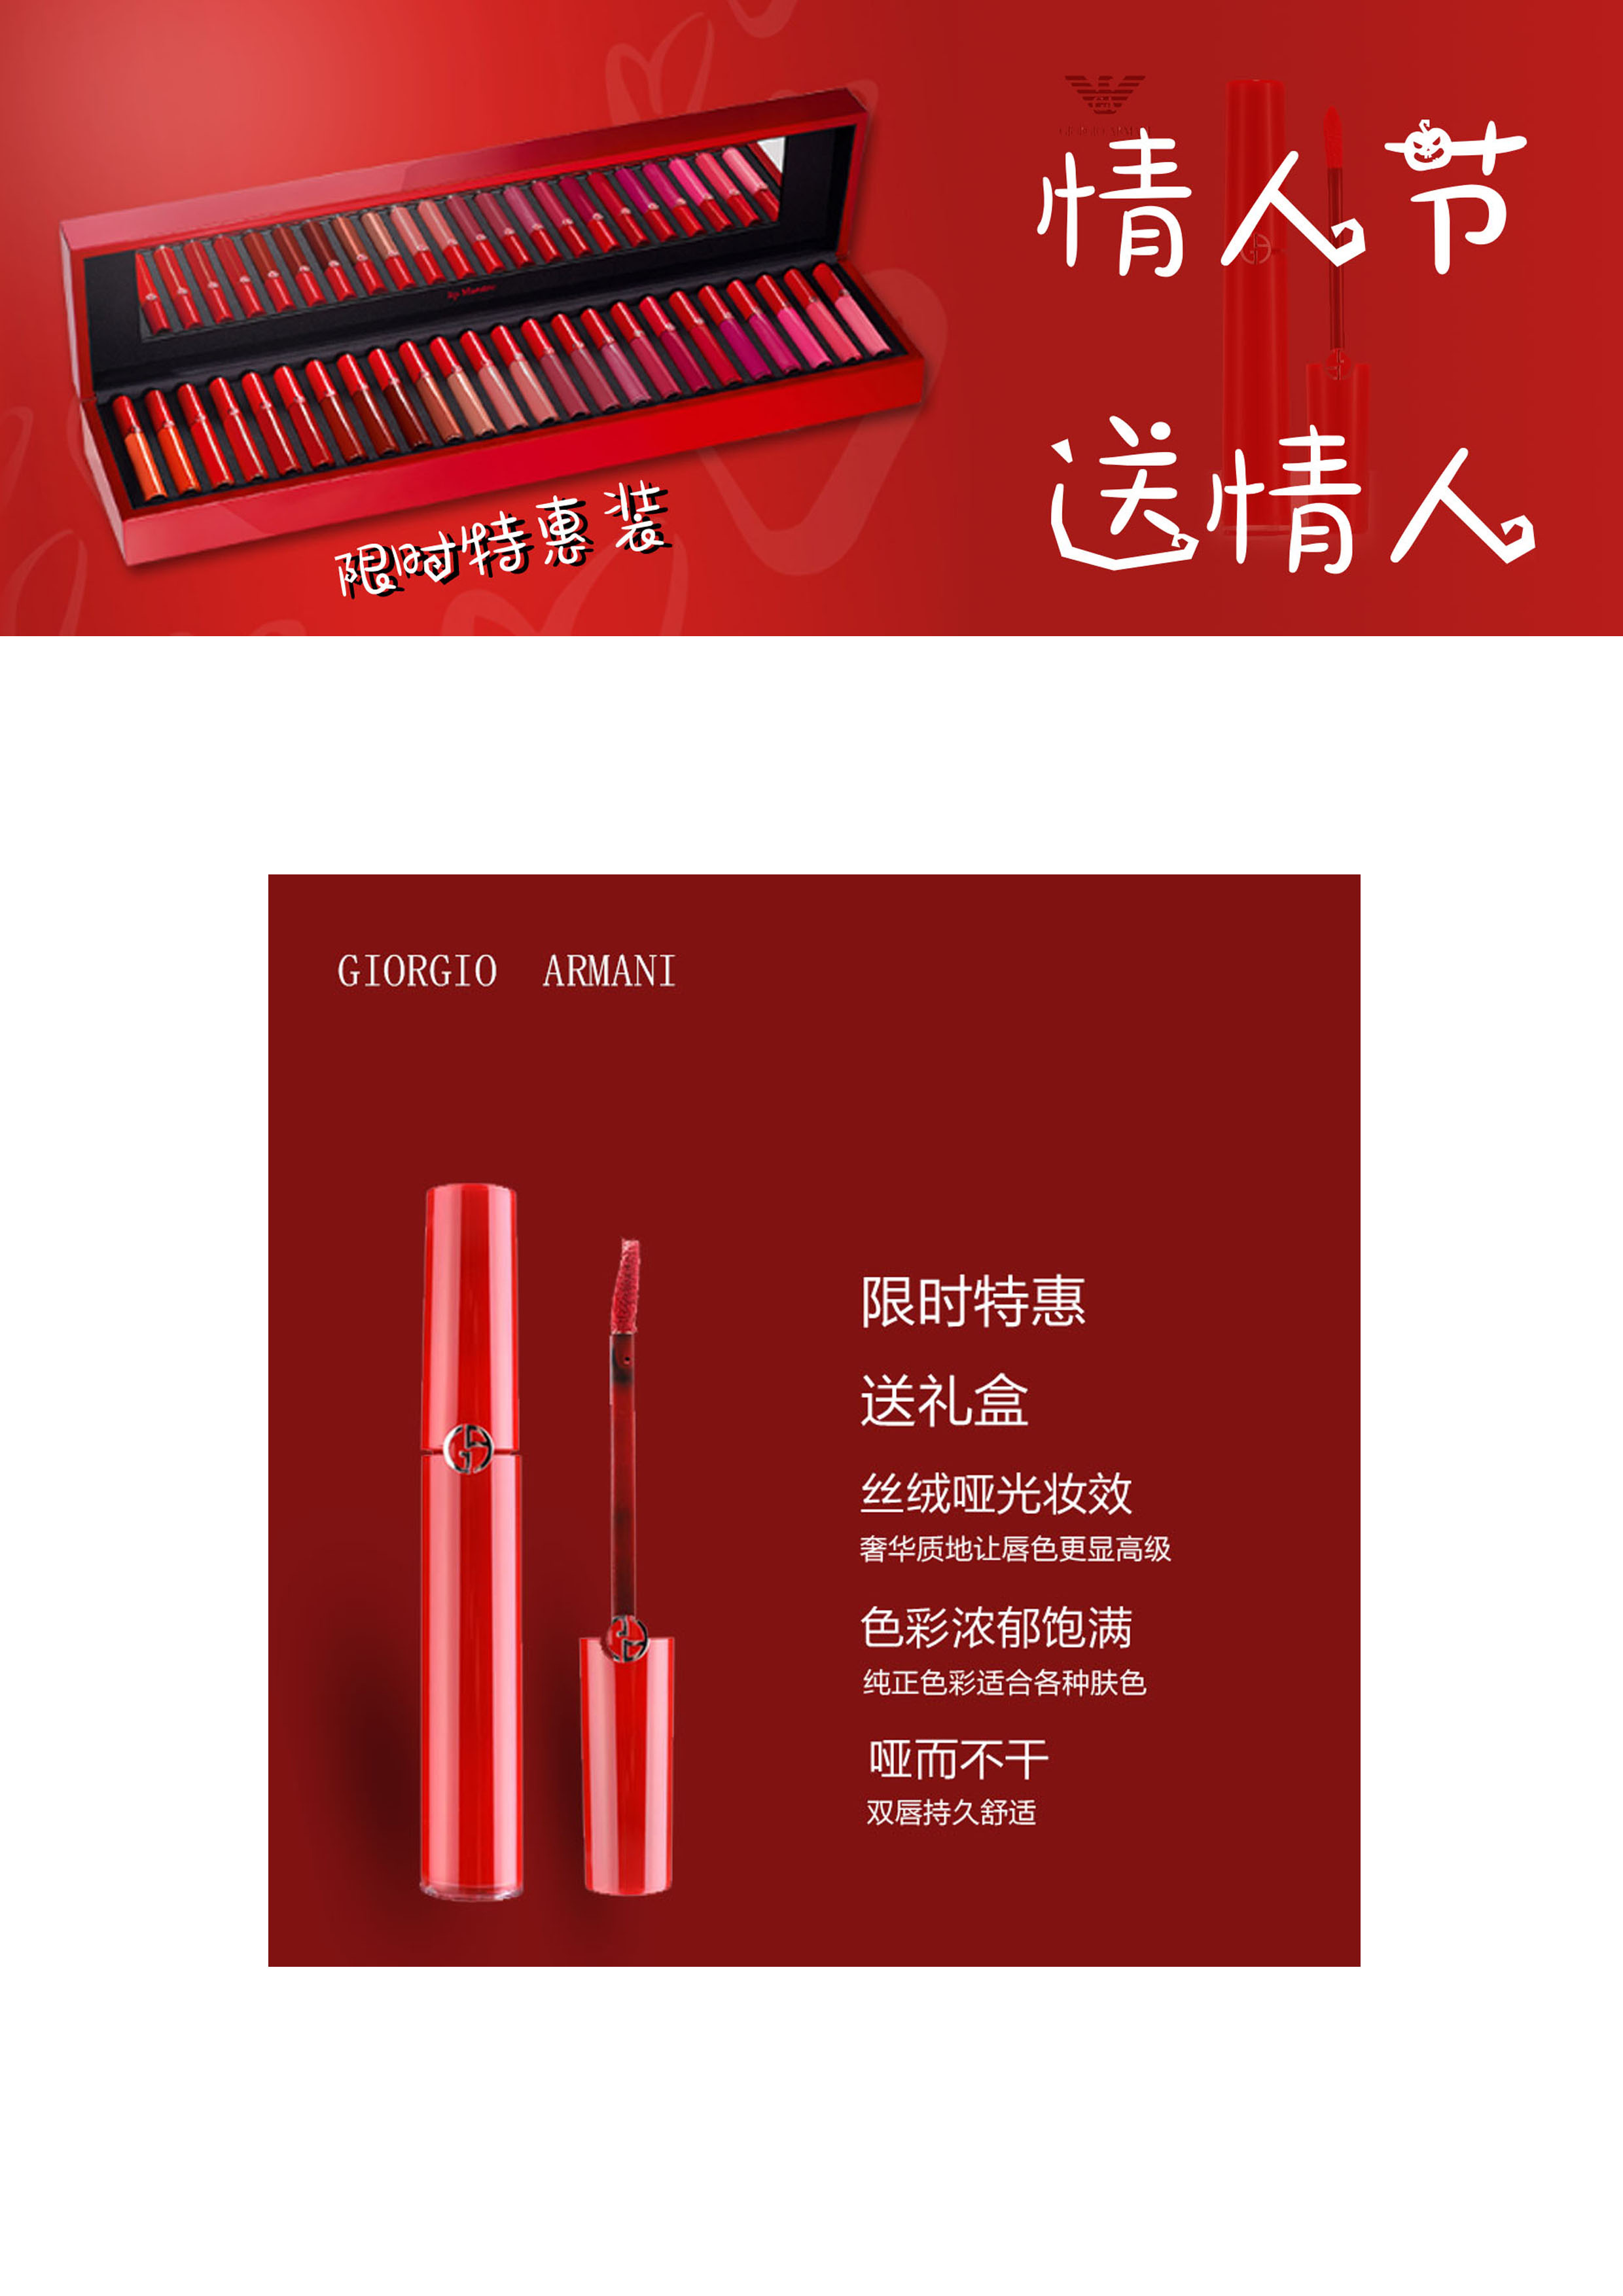 GIORGIO ARMANI
情人节
送情人
限时特惠装
GIORGIO ARMANI
限时特惠
送礼盒
丝绒哑光妆效
奢华质地让唇色更显高级
色彩浓郁饱满
纯正色彩适合各种肤色
哑而不干
双唇持久舒适